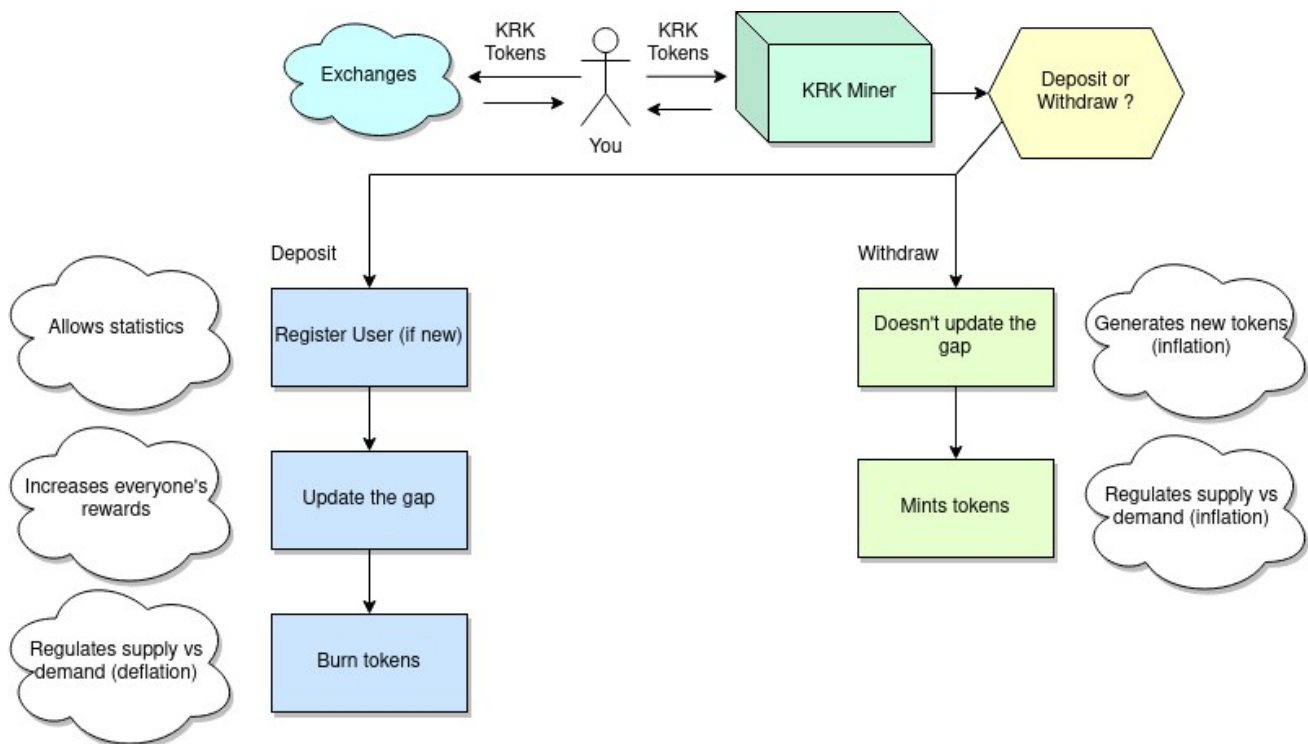 KRK
Tokens
KRK
Tokens
Exchanges
You
KRK Miner
Deposit or
Withdraw ?
Deposit
Withdraw
Allows statistics
Register User (if new)
Doesn't update the
gap
Generates new tokens
(inflation)
Increases everyone's
rewards
Update the gap
Mints tokens
Regulates supply vs
demand (inflation)
Regulates supply vs
demand (deflation)
Burn tokens